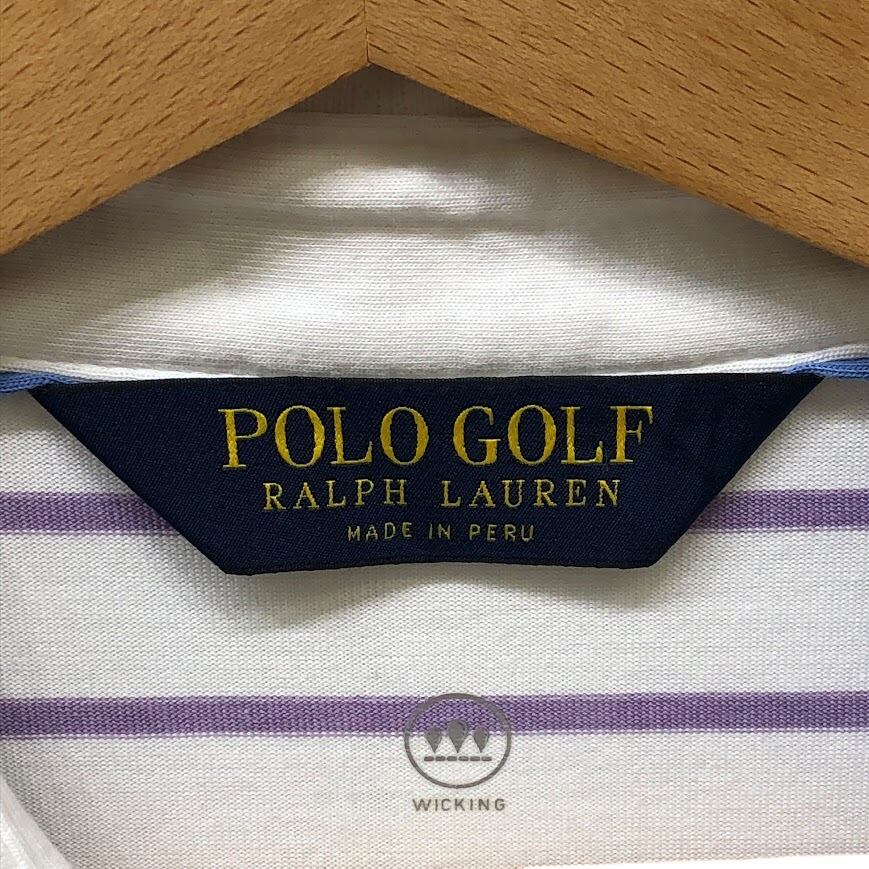 POLO GOLF
RALPH LAUREN
MADE IN PERU
WICKING